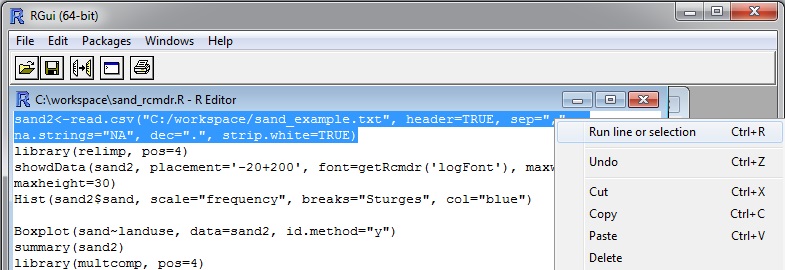 RGui (64-bit)
File Edit Packages Windows Help
C:\workspace\sand_rcmdr.R - R Editor
sand2<-read.csv("C:/workspace/sand_example.txt", header=TRUE, sep=","
na.strings="NA", dec=".", strip.white=TRUE)
library(relimp, pos=4)
showData(sand2, placement='-20+200', font=getRcmdr('logFont'), maxw
maxheight=30)
Hist(sand2$sand, scale="frequency", breaks="Sturges", col="blue")
Boxplot(sand~landuse, data=sand2, id.method="y")
summary(sand2)
library(multcomp, pos=4)
Run line or selection Ctrl+R
Undo Ctrl+Z
Cut Ctrl+X
Copy Ctrl+C
Paste Ctrl+V
Delete